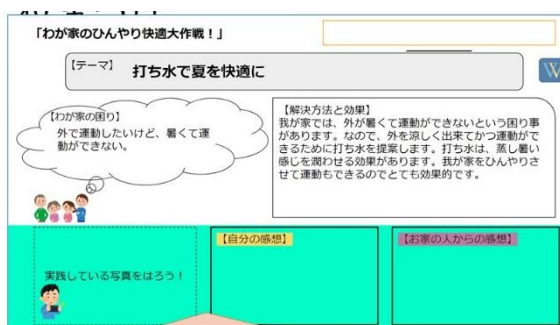 「わが家のひんやり快適大作戦！」
【テーマ】 打ち水で夏を快適に
W
【わが家の困り】
外で運動したいけど、暑くて運
動ができない。
【解決方法と効果】
我が家では、外が暑くて運動ができないという困り事
があります。なので、外を涼しく出来てかつ運動がで
きるために打ち水を提案します。打ち水は、蒸し暑い
感じを潤わせる効果があります。我が家をひんやりさ
せて運動もできるのでとても効果的です。
実践している写真をはろう！
【自分の感想】
【お家の人からの感想】